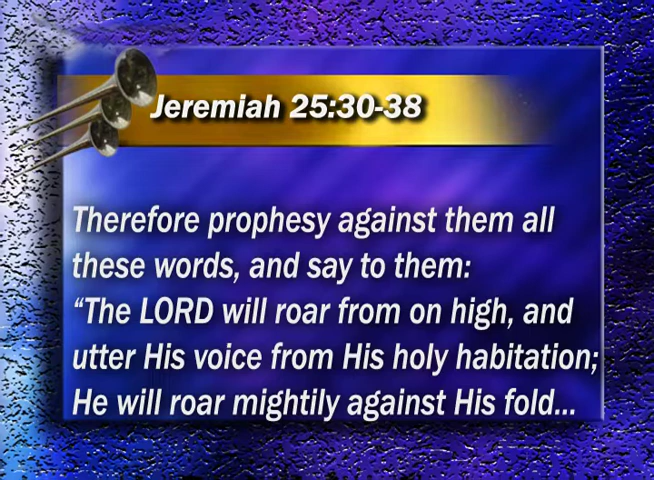 Jeremiah 25:30-38
Therefore prophesy against them all
these words, and say to them:
“The LORD will roar from on high, and
utter His voice from His holy habitation;
He will roar mightily against His fold...